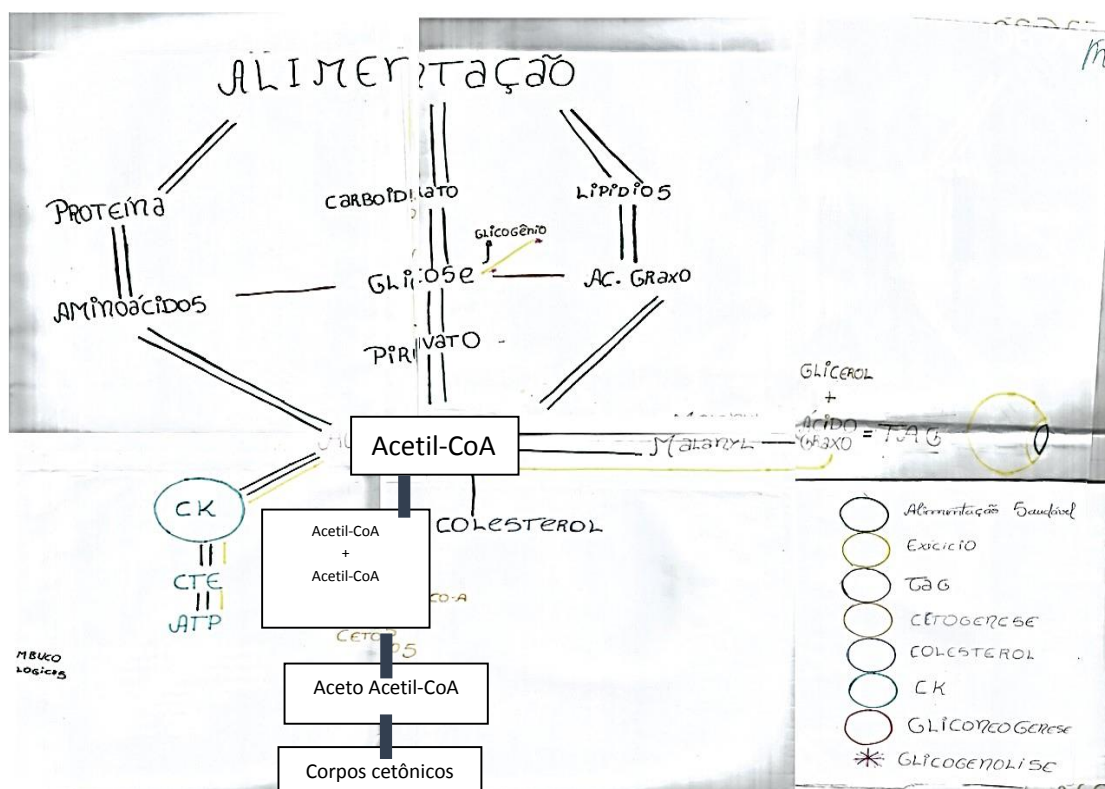 ALIMENTAÇÃO
PROTEÍNA
CARBOIDRATO
LIPÍDIOS
GLICOGÊNIO
GLICOSE
AC. GRAXO
AMINOÁCIDOS
PIRUVATO
GLICEROL
+
ÁCIDO
GRAXO = TAG
Acetil-CoA
MALANYL
CK
COLESTEROL
Acetil-CoA
+
Acetil-CoA
CTE
ATP
CO-A
Aceto Acetil-CoA
Corpos cetônicos
Alimentação Saudável
EXICICIO
TAG
CETOGENESE
COLESTEROL
CK
GLICONEOGENESE
GLICOGENOLISE